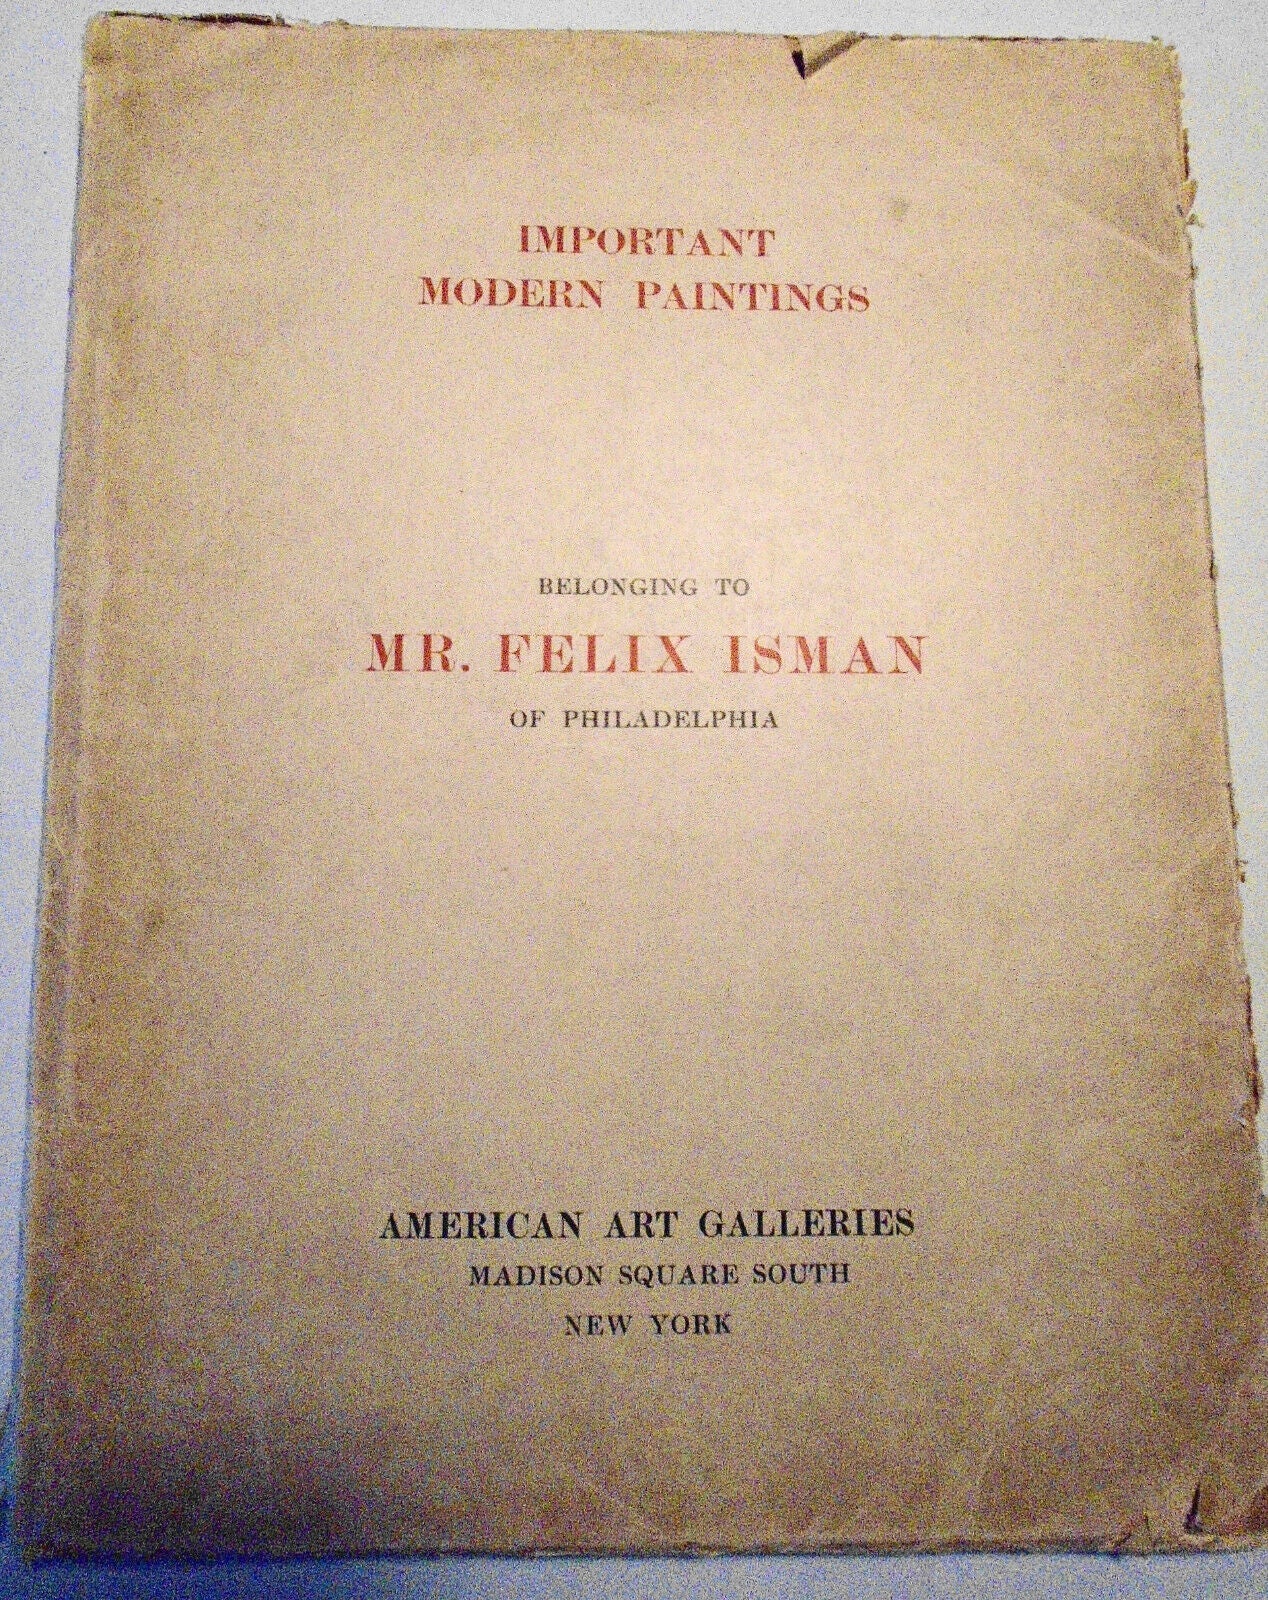 IMPORTANT
MODERN PAINTINGS
BELONGING TO
MR. FELIX ISMAN
OF PHILADELPHIA
AMERICAN ART GALLERIES
MADISON SQUARE SOUTH
NEW YORK